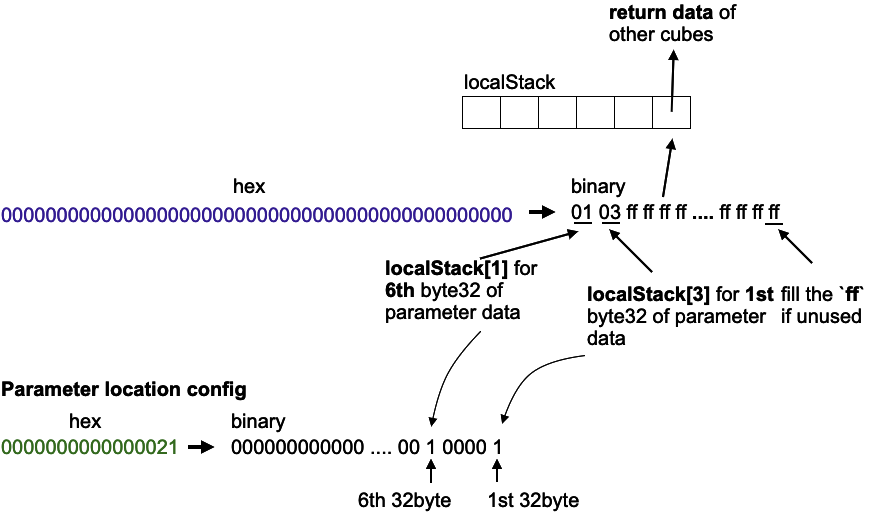 return data of
other cubes
localStack
hex
binary
0000000000000000000000000000000000000000000000
01 03 ff ff ff ff .... ff ff ff ff
localStack[1] for
6th byte32 of
parameter data
localStack[3] for 1st
byte32 of parameter
data
fill the `ff`
if unused
Parameter location config
hex
binary
0000000000000021
000000000000 .... 00 1 0000 1
6th 32byte
1st 32byte